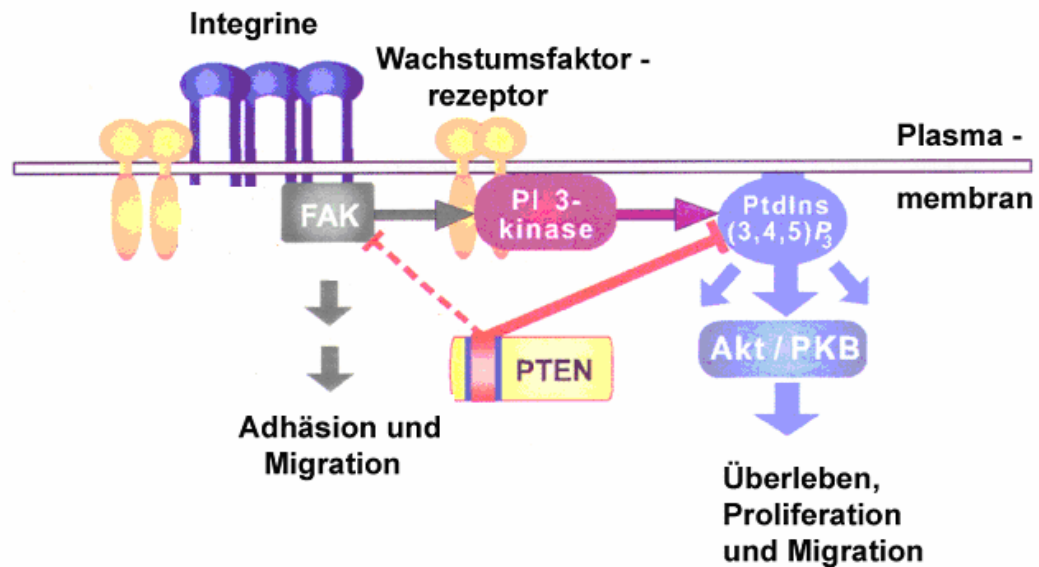 Integrine
Wachstumsfaktor -
rezeptor
Plasma -
membran
FAK
PI 3-
kinase
PtdIns
(3,4,5)P3
PTEN
Akt / PKB
Adhäsion und
Migration
Überleben,
Proliferation
und Migration